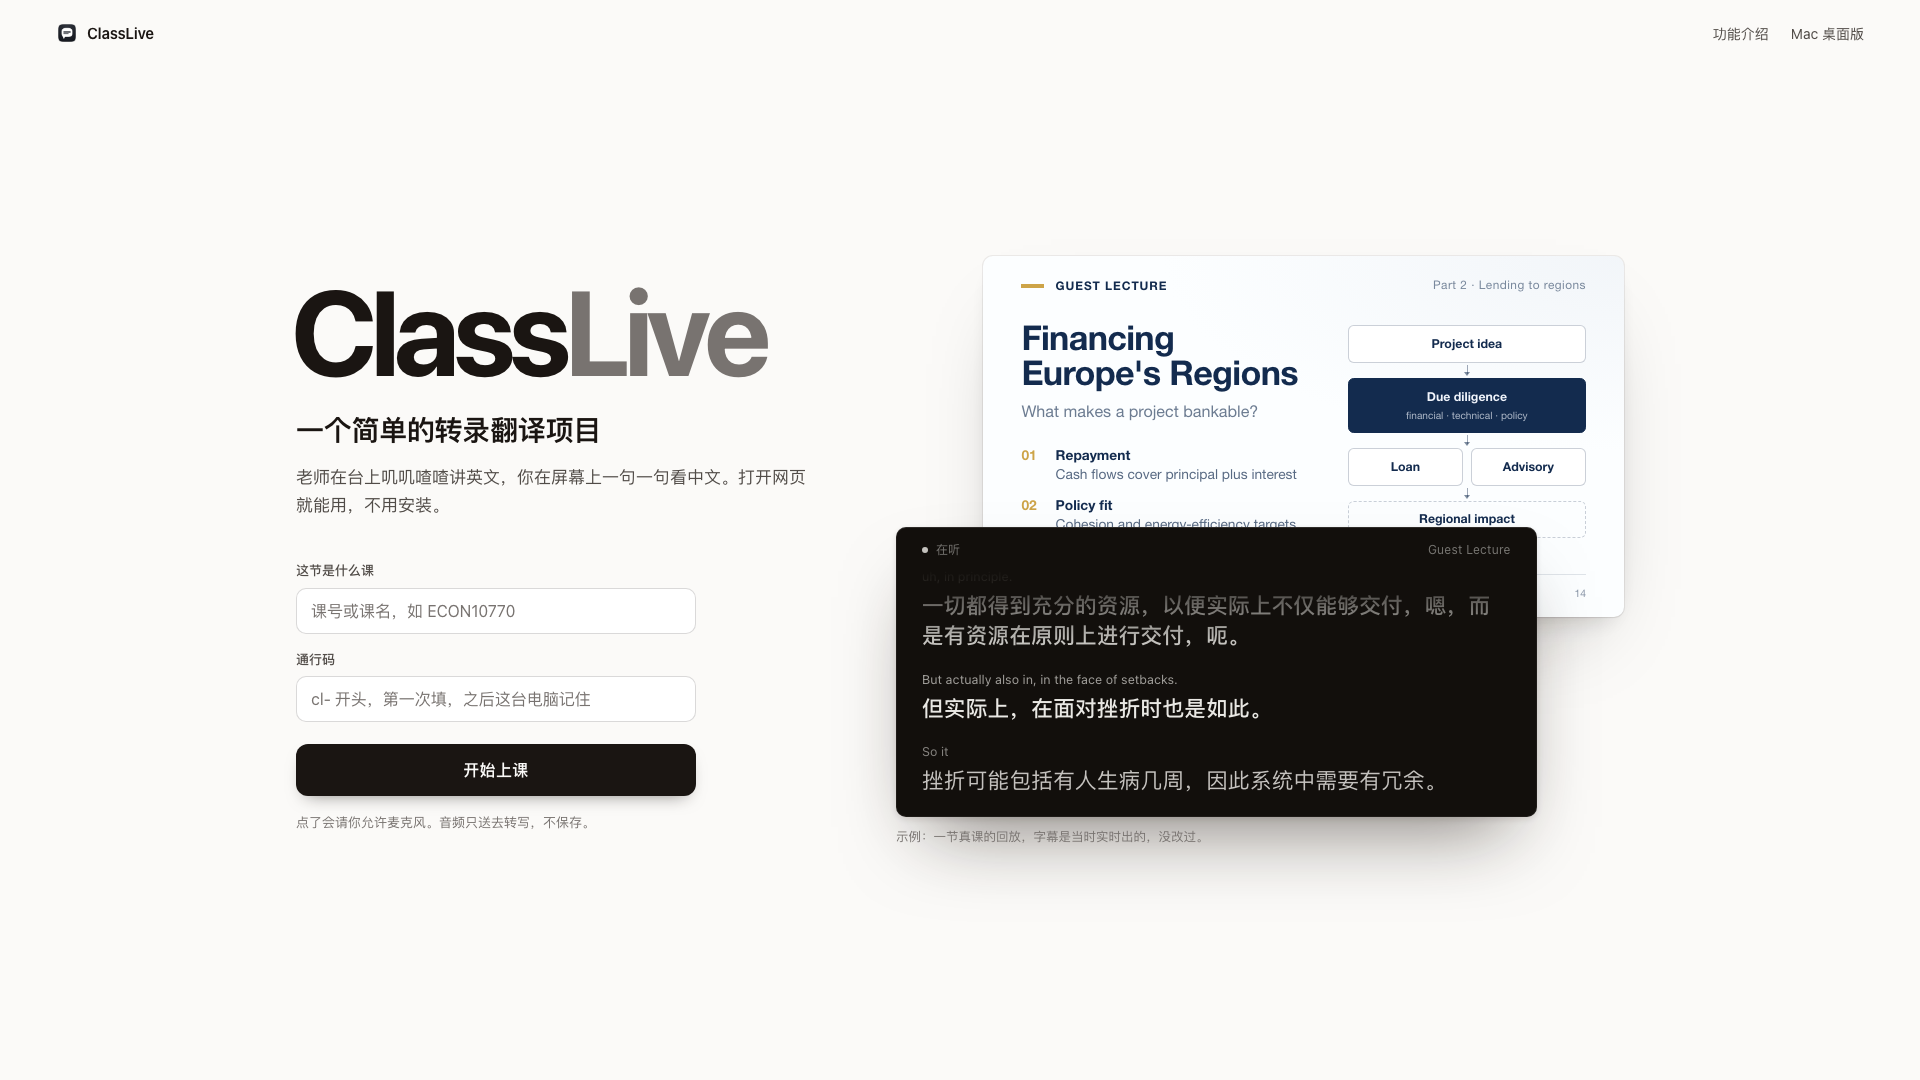 ClassLive
功能介绍
Mac 桌面版
ClassLive
一个简单的转录翻译项目
老师在台上叽叽喳喳讲英文，你在屏幕上一句一句看中文。打开网页
就能用，不用安装。
这节是什么课
课号或课名，如 ECON10770
通行码
cl- 开头，第一次填，之后这台电脑记住
开始上课
点了会请你允许麦克风。音频只送去转写，不保存。
GUEST LECTURE
Part 2 · Lending to regions
Financing
Europe's Regions
What makes a project bankable?
01 Repayment
Cash flows cover principal plus interest
02 Policy fit
Cohesion and energy-efficiency targets
Project idea
Due diligence
financial · technical · policy
Loan
Advisory
Regional impact
14
在听
Guest Lecture
uh, in principle.
一切都得到充分的资源，以便实际上不仅能够交付，嗯，而
是有资源在原则上进行交付，呃。
But actually also in, in the face of setbacks.
但实际上，在面对挫折时也是如此。
So it
挫折可能包括有人生病几周，因此系统中需要有冗余。
示例：一节真课的回放，字幕是当时实时出的，没改过。